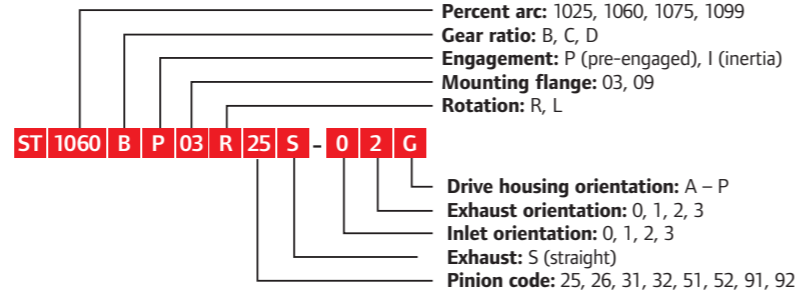 Percent arc: 1025, 1060, 1075, 1099
Gear ratio: B, C, D
Engagement: P (pre-engaged), I (inertia)
Mounting flange: 03, 09
Rotation: R, L
ST 1060 B P 03 R 25 S - 0 2 G
Drive housing orientation: A – P
Exhaust orientation: 0, 1, 2, 3
Inlet orientation: 0, 1, 2, 3
Exhaust: S (straight)
Pinion code: 25, 26, 31, 32, 51, 52, 91, 92